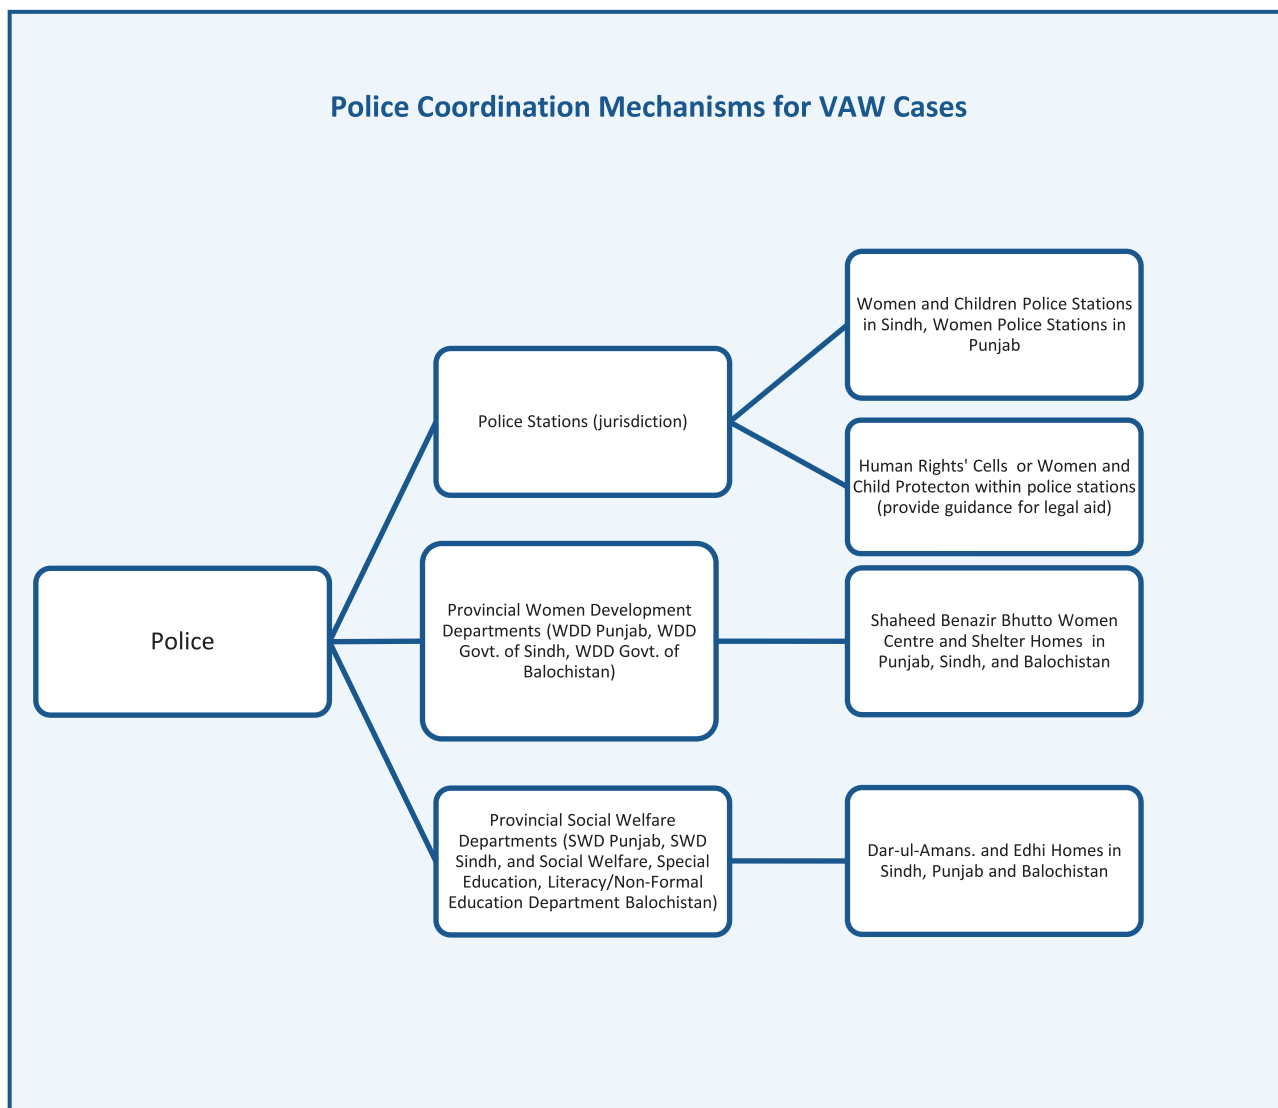 Police Coordination Mechanisms for VAW Cases
Women and Children Police Stations
in Sindh, Women Police Stations in
Punjab
Police Stations (jurisdiction)
Human Rights' Cells  or Women and
Child Protecton within police stations
(provide guidance for legal aid)
Police
Provincial Women Development
Departments (WDD Punjab, WDD
Govt. of Sindh, WDD Govt. of
Balochistan)
Shaheed Benazir Bhutto Women
Centre and Shelter Homes  in
Punjab, Sindh, and Balochistan
Provincial Social Welfare
Departments (SWD Punjab, SWD
Sindh, and Social Welfare, Special
Education, Literacy/Non-Formal
Education Department Balochistan)
Dar-ul-Amans. and Edhi Homes in
Sindh, Punjab and Balochistan